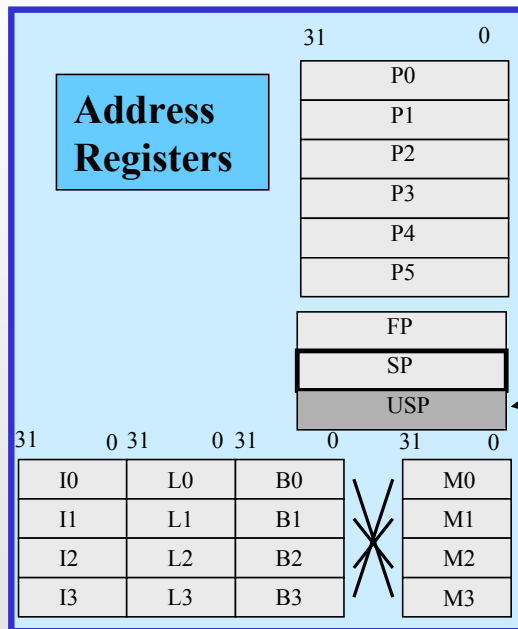 31 0
Address
Registers
P0
P1
P2
P3
P4
P5
FP
SP
USP
31 0 31 0 31 0 31 0
I0 L0 B0 M0
I1 L1 B1 M1
I2 L2 B2 M2
I3 L3 B3 M3